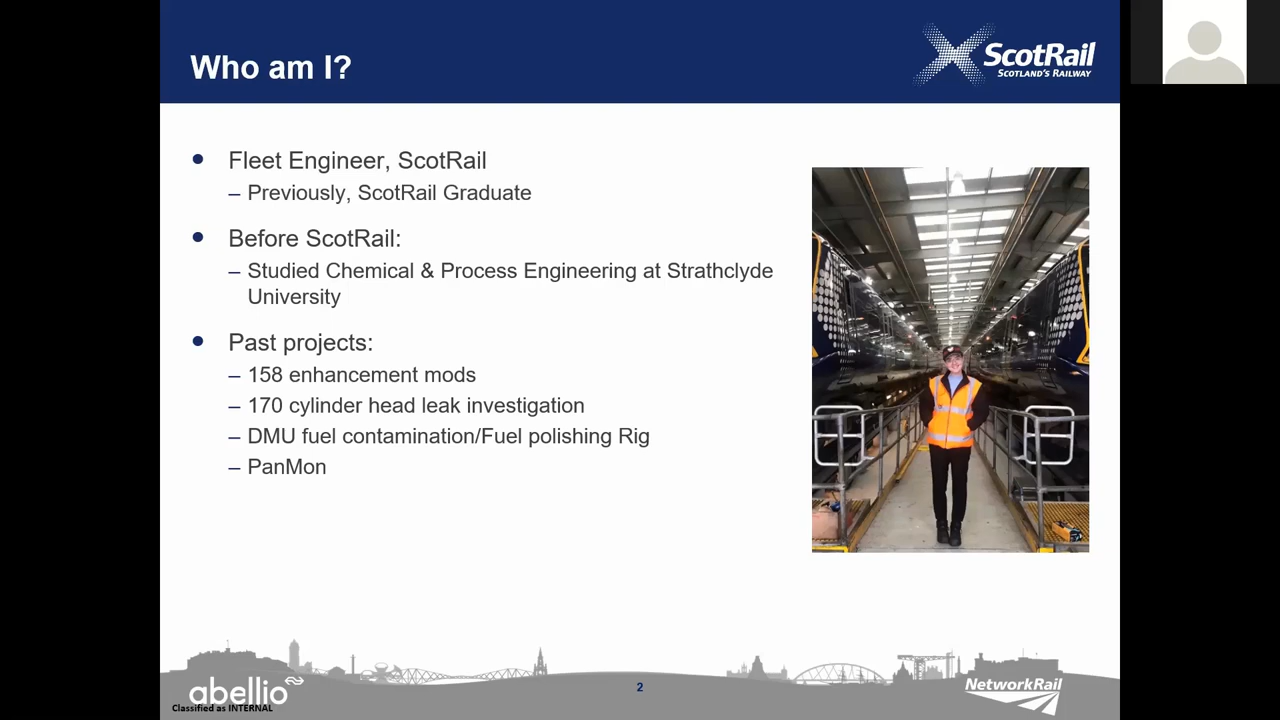 Who am I?
ScotRail
SCOTLAND'S RAILWAY
• Fleet Engineer, ScotRail
– Previously, ScotRail Graduate
• Before ScotRail:
– Studied Chemical & Process Engineering at Strathclyde
University
• Past projects:
– 158 enhancement mods
– 170 cylinder head leak investigation
– DMU fuel contamination/Fuel polishing Rig
– PanMon
abellio
Classified as INTERNAL
2
NetworkRail